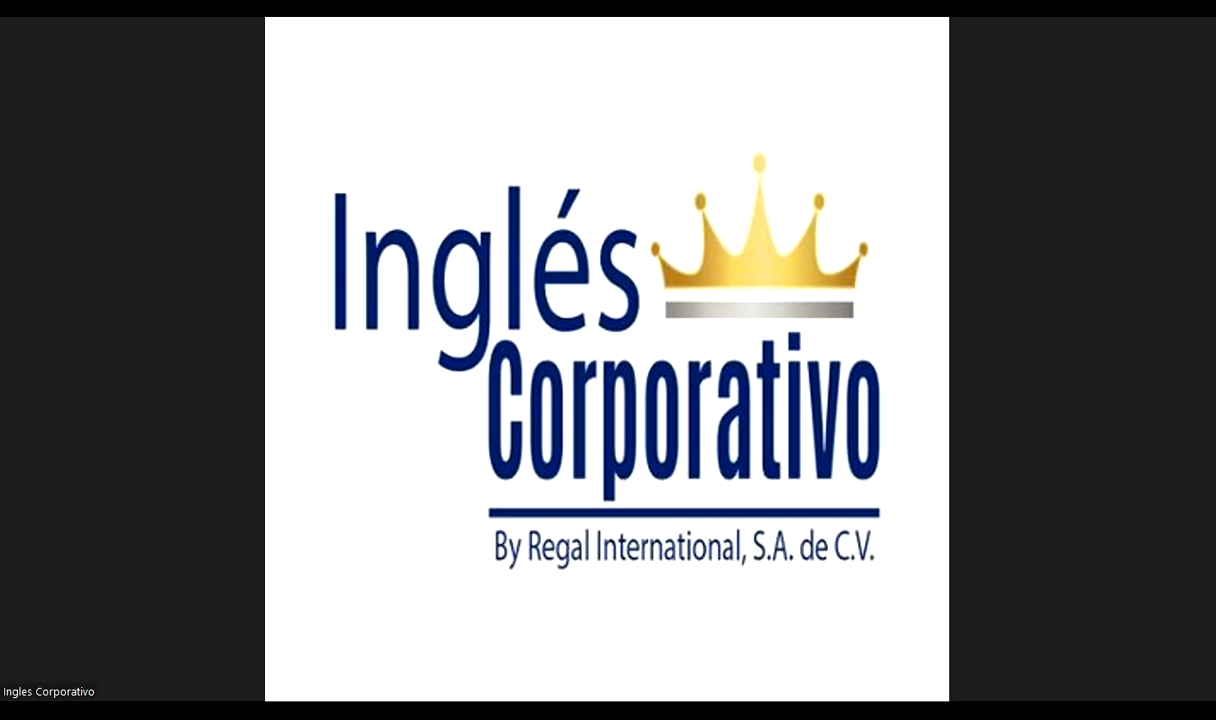 Inglés
Corporativo
By Regal International, S.A. de C.V.
Ingles Corporativo